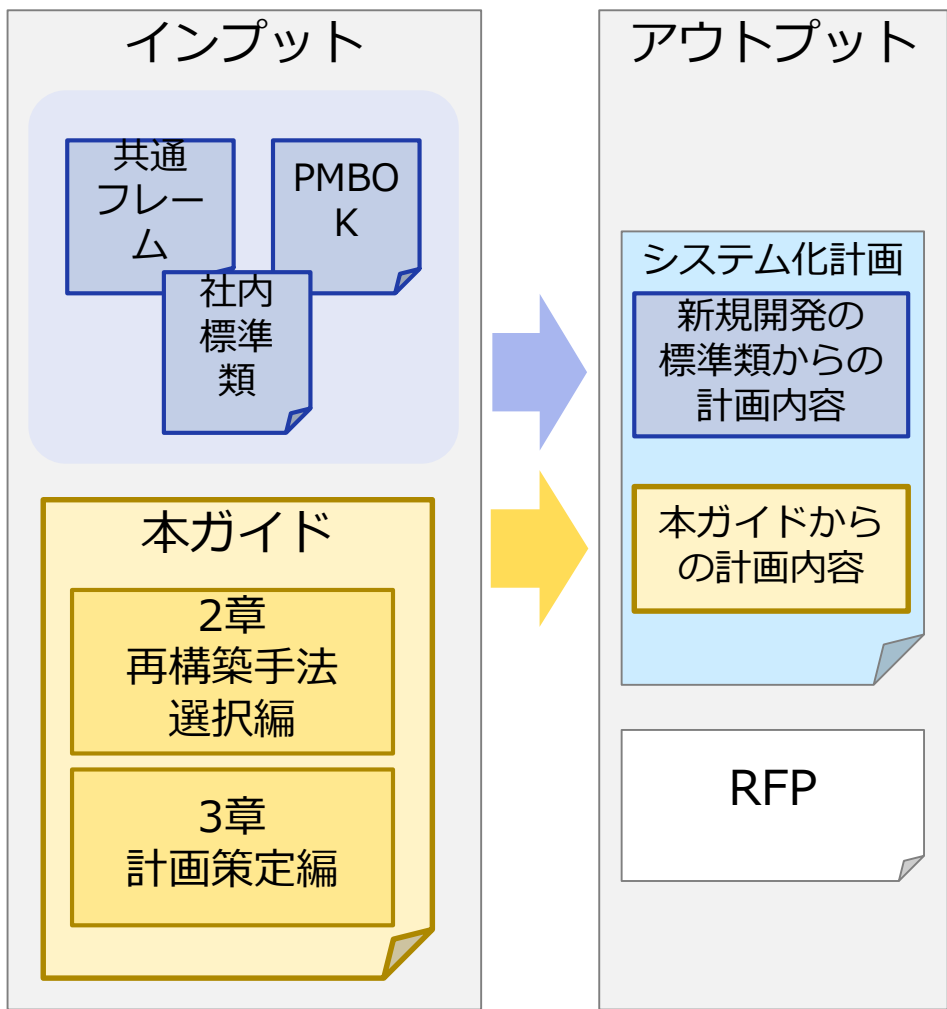 インプット
共通
フレー
ム
PMBO
K
社内
標準
類
本ガイド
2章
再構築手法
選択編
3章
計画策定編
アウトプット
システム化計画
新規開発の
標準類からの
計画内容
本ガイドから
の計画内容
RFP